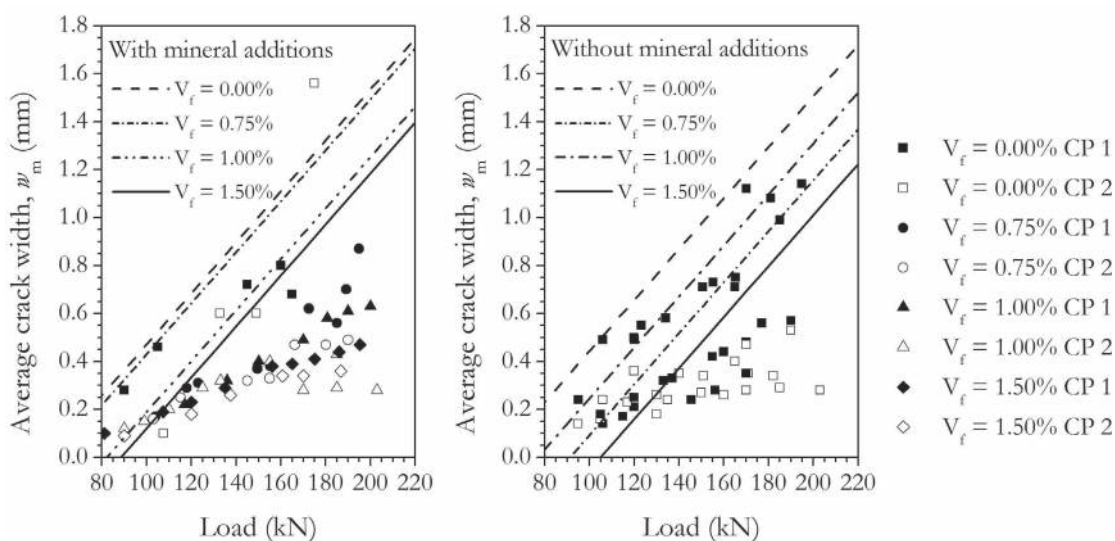 Average crack width, w_m (mm)
1.8
1.6
1.4
1.2
1.0
0.8
0.6
0.4
0.2
0.0
With mineral additions
V_f = 0.00%
V_f = 0.75%
V_f = 1.00%
V_f = 1.50%
80 100 120 140 160 180 200 220
Load (kN)
Average crack width, w_m (mm)
1.8
1.6
1.4
1.2
1.0
0.8
0.6
0.4
0.2
0.0
Without mineral additions
V_f = 0.00%
V_f = 0.75%
V_f = 1.00%
V_f = 1.50%
80 100 120 140 160 180 200 220
Load (kN)
V_f = 0.00% CP 1
V_f = 0.00% CP 2
V_f = 0.75% CP 1
V_f = 0.75% CP 2
V_f = 1.00% CP 1
V_f = 1.00% CP 2
V_f = 1.50% CP 1
V_f = 1.50% CP 2